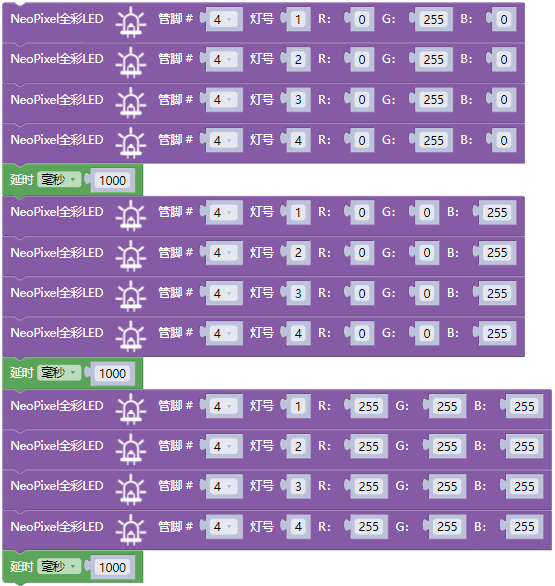 NeoPixel全彩LED 管脚 # 4 灯号 1 R: 0 G: 255 B: 0
NeoPixel全彩LED 管脚 # 4 灯号 2 R: 0 G: 255 B: 0
NeoPixel全彩LED 管脚 # 4 灯号 3 R: 0 G: 255 B: 0
NeoPixel全彩LED 管脚 # 4 灯号 4 R: 0 G: 255 B: 0
延时 毫秒 1000
NeoPixel全彩LED 管脚 # 4 灯号 1 R: 0 G: 0 B: 255
NeoPixel全彩LED 管脚 # 4 灯号 2 R: 0 G: 0 B: 255
NeoPixel全彩LED 管脚 # 4 灯号 3 R: 0 G: 0 B: 255
NeoPixel全彩LED 管脚 # 4 灯号 4 R: 0 G: 0 B: 255
延时 毫秒 1000
NeoPixel全彩LED 管脚 # 4 灯号 1 R: 255 G: 255 B: 255
NeoPixel全彩LED 管脚 # 4 灯号 2 R: 255 G: 255 B: 255
NeoPixel全彩LED 管脚 # 4 灯号 3 R: 255 G: 255 B: 255
NeoPixel全彩LED 管脚 # 4 灯号 4 R: 255 G: 255 B: 255
延时 毫秒 1000